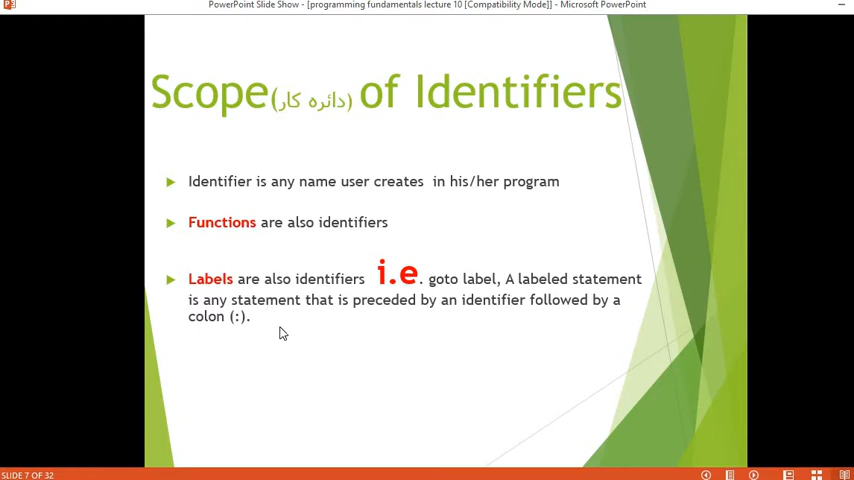 PowerPoint Slide Show - [programming fundamentals lecture 10 [Compatibility Mode]] - Microsoft PowerPoint
Scope(دائرہ کار) of Identifiers
Identifier is any name user creates in his/her program
Functions are also identifiers
Labels are also identifiers i.e. goto label, A labeled statement
is any statement that is preceded by an identifier followed by a
colon (:).
SLIDE 7 OF 32